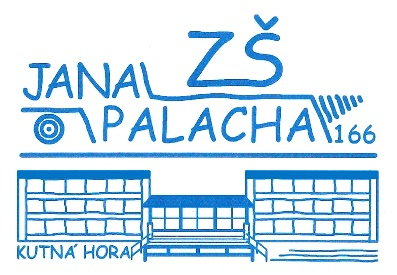 ZŠ
JANA
PALACHA
166
KUTNÁ HORA